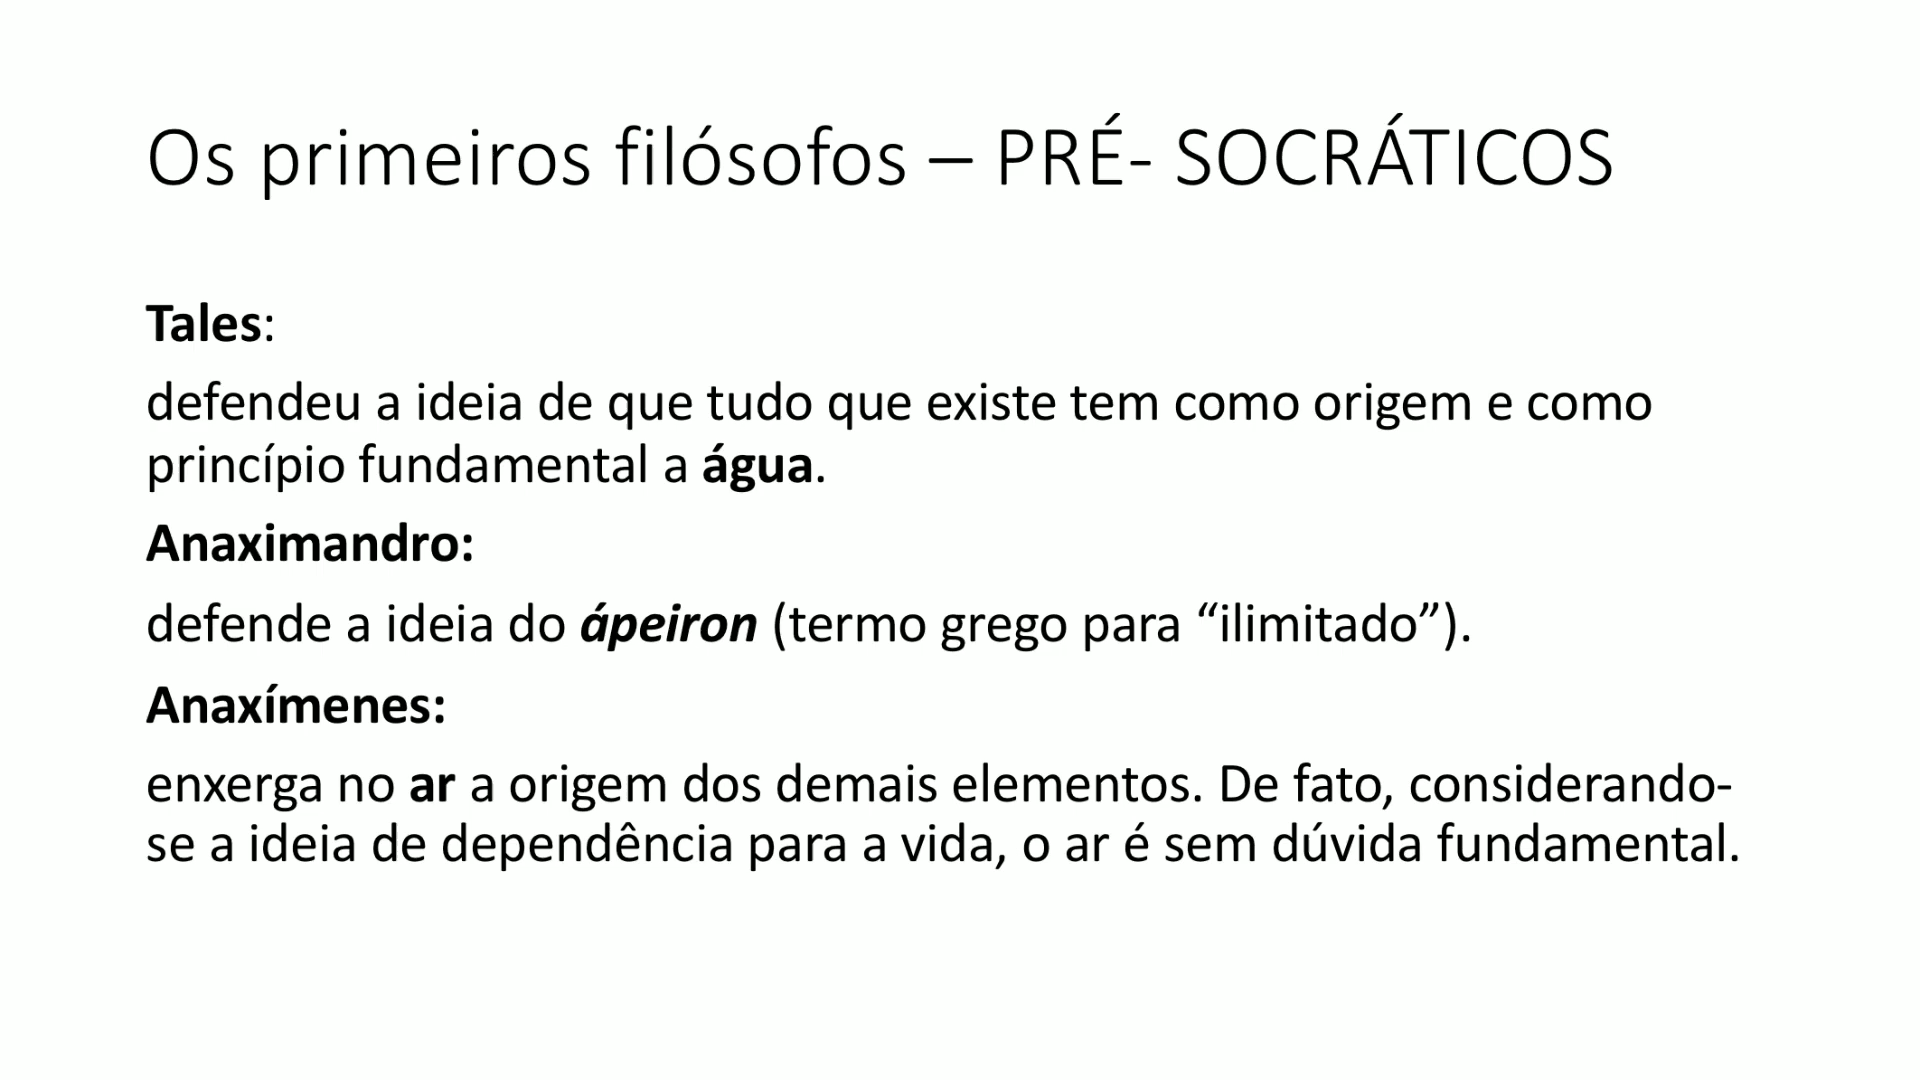 Os primeiros filósofos – PRÉ- SOCRÁTICOS
Tales:
defendeu a ideia de que tudo que existe tem como origem e como
princípio fundamental a água.
Anaximandro:
defende a ideia do ápeiron (termo grego para “ilimitado”).
Anaxímenes:
enxerga no ar a origem dos demais elementos. De fato, considerando-
se a ideia de dependência para a vida, o ar é sem dúvida fundamental.